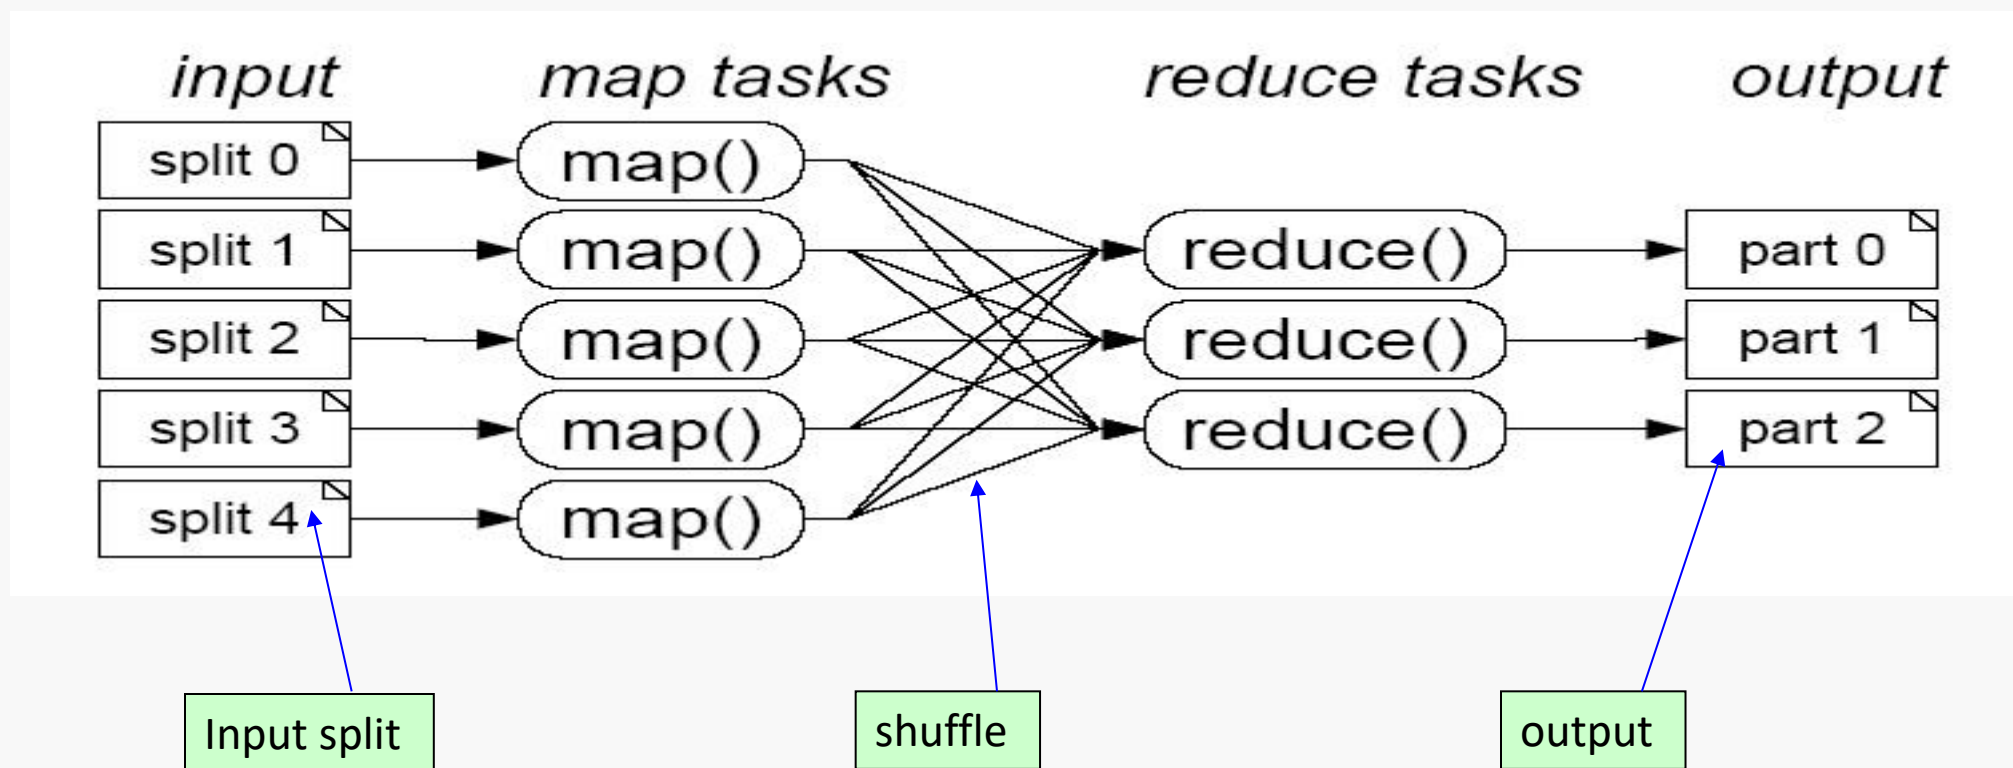 input map tasks reduce tasks output
split 0 map()
split 1 map() reduce() part 0
split 2 map() reduce() part 1
split 3 map() reduce() part 2
split 4 map()
Input split shuffle output